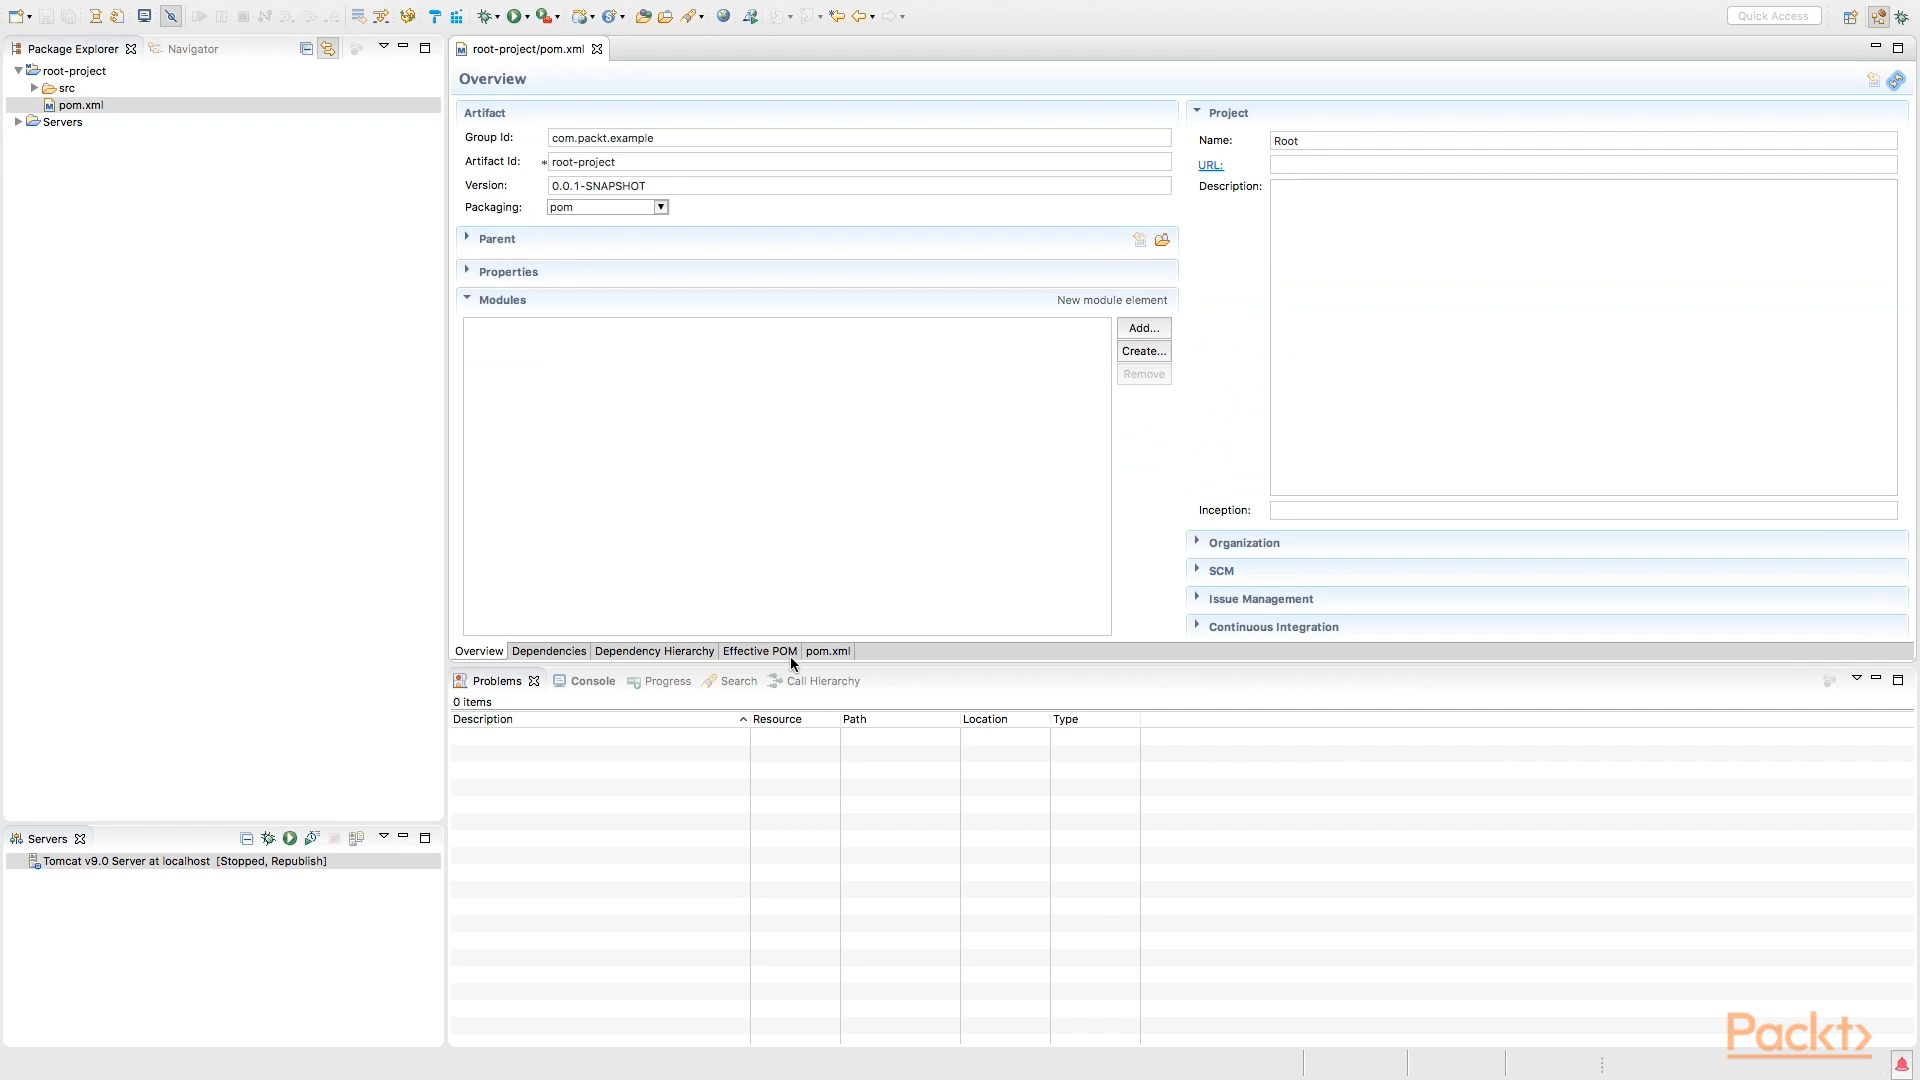 Quick Access
Package Explorer
Navigator
root-project
src
pom.xml
Servers
root-project/pom.xml
Overview
Artifact
Group Id:
com.packt.example
Artifact Id:
*
root-project
Version:
0.0.1-SNAPSHOT
Packaging:
pom
Parent
Properties
Modules
New module element
Add...
Create...
Remove
Project
Name:
Root
URL:
Description:
Inception:
Organization
SCM
Issue Management
Continuous Integration
Overview
Dependencies
Dependency Hierarchy
Effective POM
pom.xml
Problems
Console
Progress
Search
Call Hierarchy
0 items
Description
Resource
Path
Location
Type
Servers
Tomcat v9.0 Server at localhost [Stopped, Republish]
Packt>